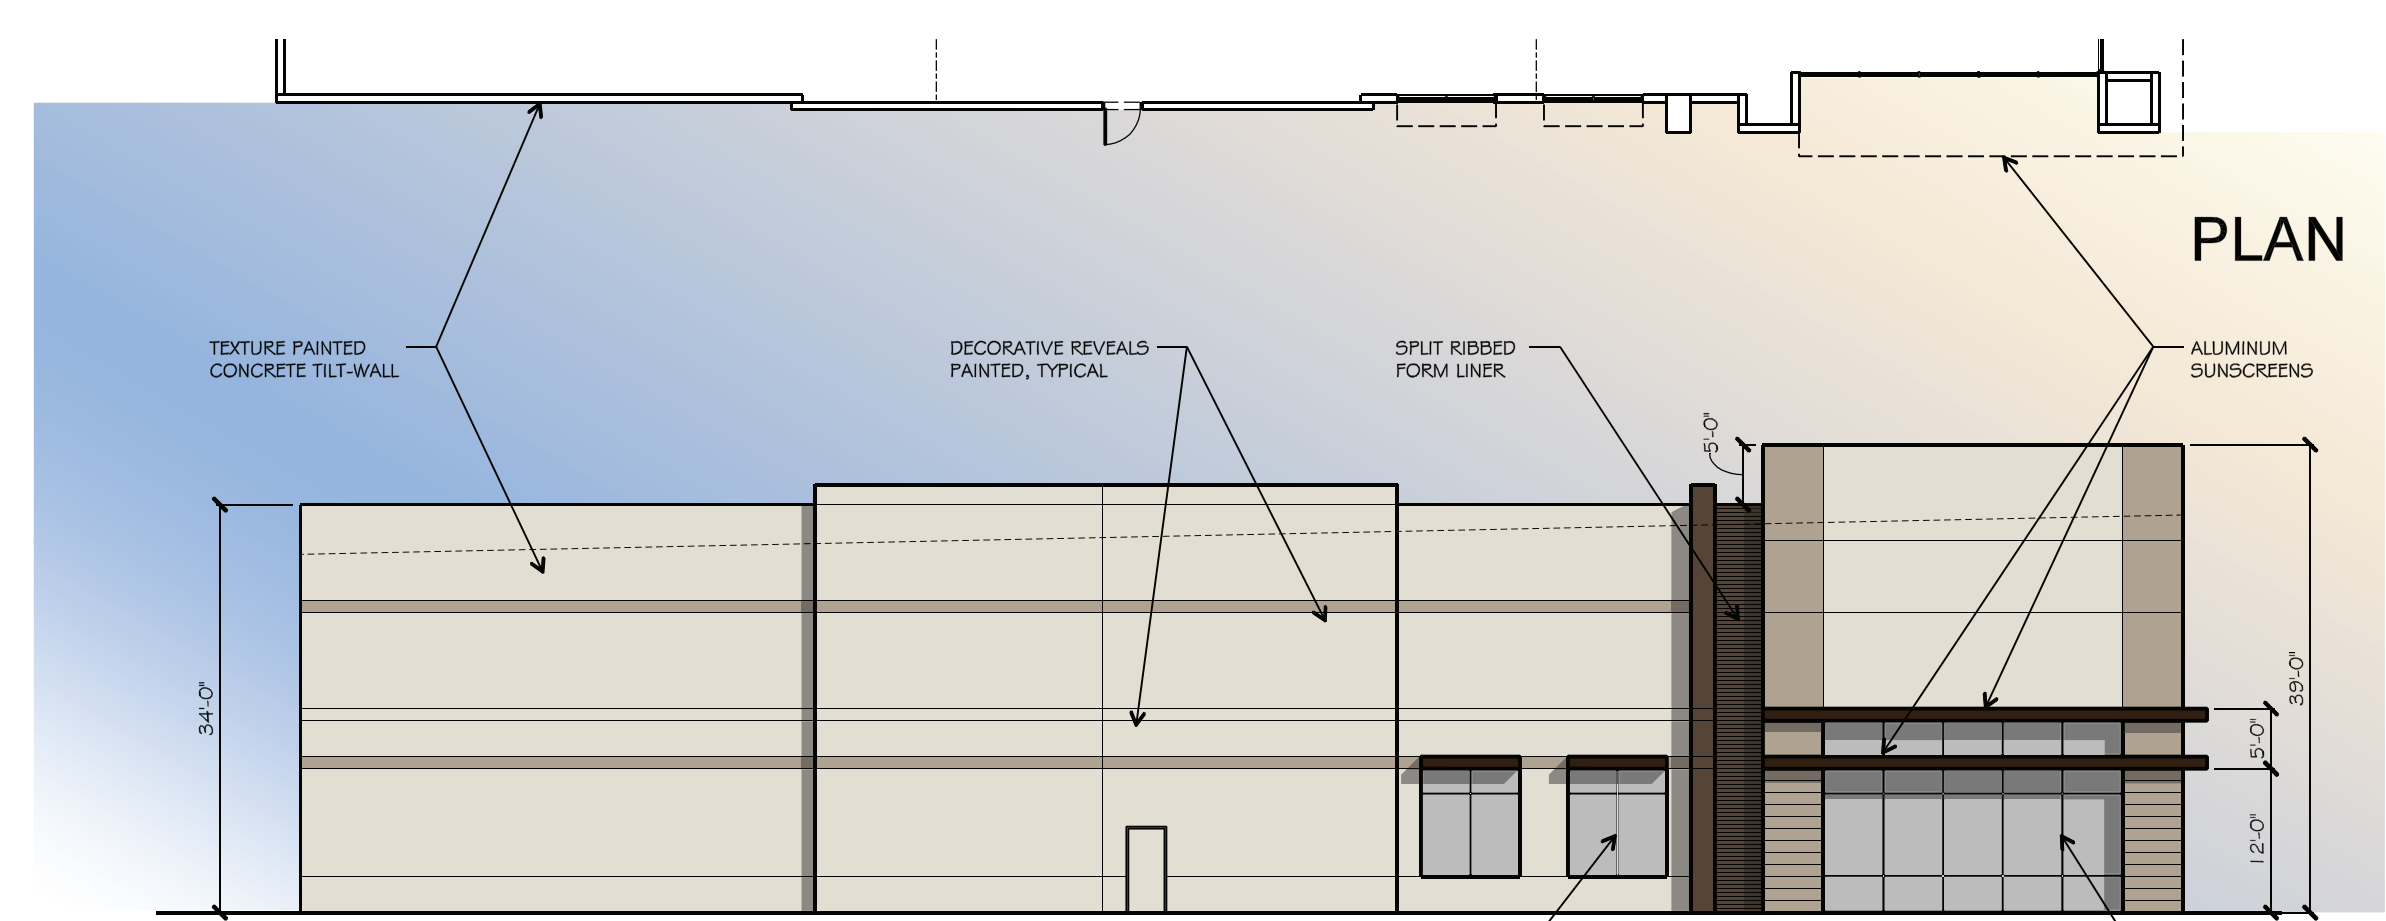 PLAN
TEXTURE PAINTED
CONCRETE TILT-WALL
DECORATIVE REVEALS
PAINTED, TYPICAL
SPLIT RIBBED
FORM LINER
ALUMINUM
SUNSCREENS
5'-0"
34'-0"
39'-0"
5'-0"
12'-0"